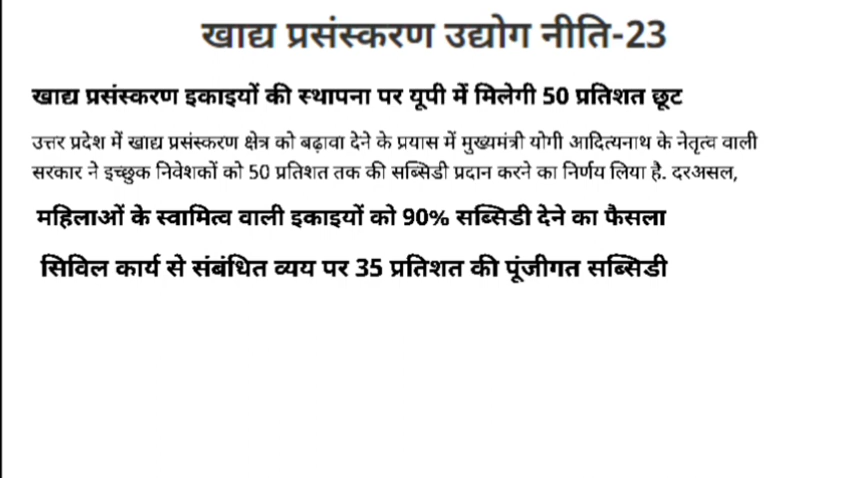 खाद्य प्रसंस्करण उद्योग नीति-23
खाद्य प्रसंस्करण इकाइयों की स्थापना पर यूपी में मिलेगी 50 प्रतिशत छूट
उत्तर प्रदेश में खाद्य प्रसंस्करण क्षेत्र को बढ़ावा देने के प्रयास में मुख्यमंत्री योगी आदित्यनाथ के नेतृत्व वाली
सरकार ने इच्छुक निवेशकों को 50 प्रतिशत तक की सब्सिडी प्रदान करने का निर्णय लिया है. दरअसल,
महिलाओं के स्वामित्व वाली इकाइयों को 90% सब्सिडी देने का फैसला
सिविल कार्य से संबंधित व्यय पर 35 प्रतिशत की पूंजीगत सब्सिडी